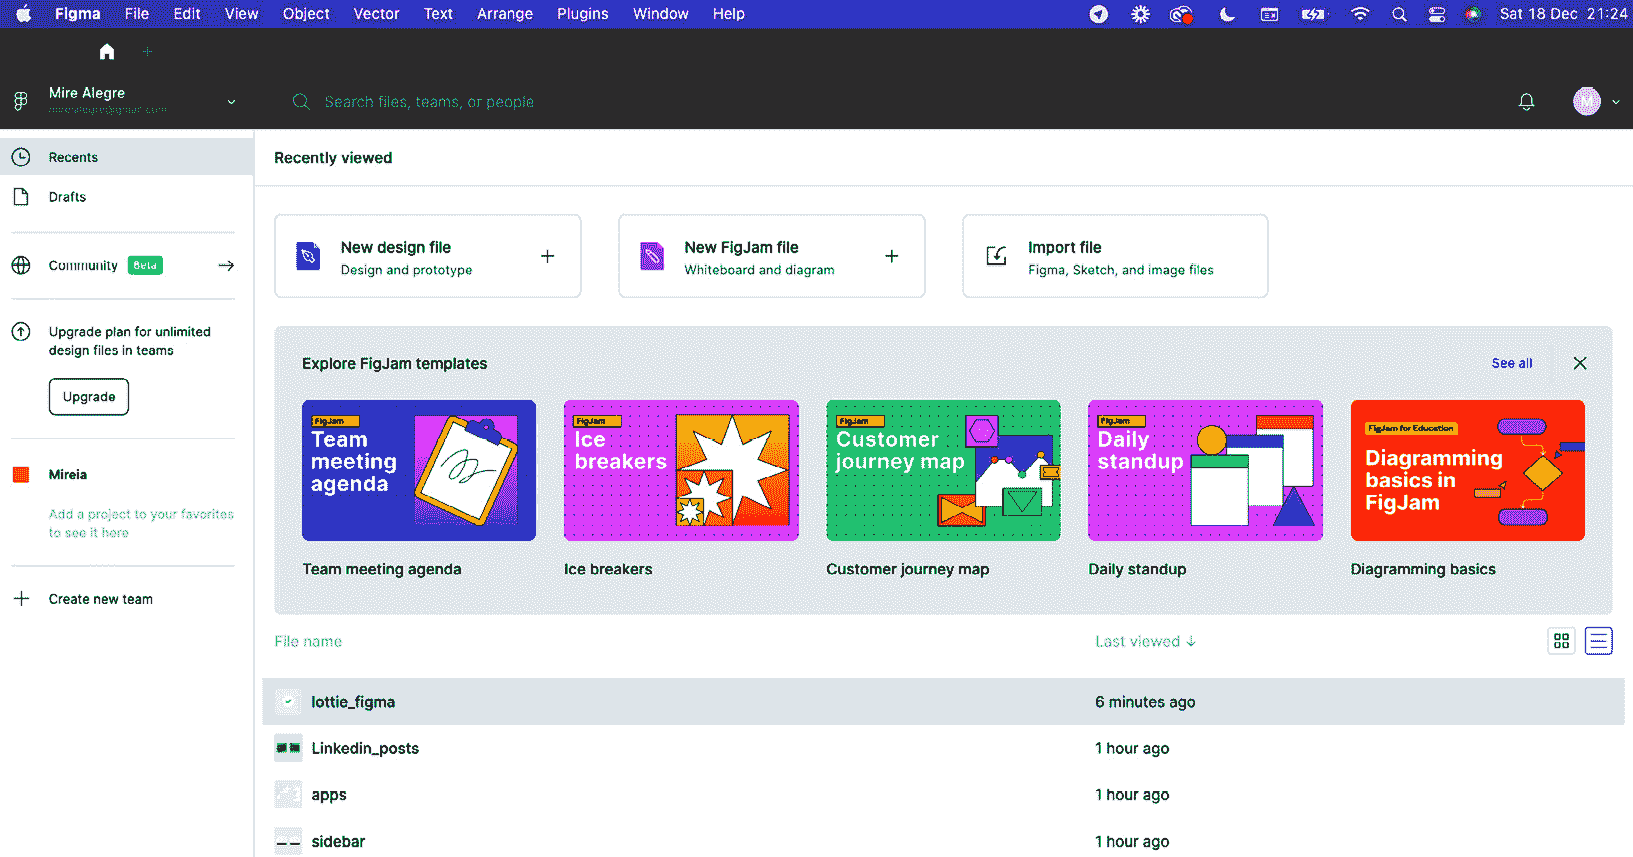 Figma File Edit View Object Vector Text Arrange Plugins Window Help Sat 18 Dec 21:24
Mire Alegre
Search files, teams, or people
Recents
Drafts
Community Beta
Upgrade plan for unlimited
design files in teams
Upgrade
Mireia
Add a project to your favorites
to see it here
Create new team
Recently viewed
New design file
Design and prototype
New FigJam file
Whiteboard and diagram
Import file
Figma, Sketch, and image files
Explore FigJam templates
See all
FigJam
Team
meeting
agenda
Team meeting agenda
FigJam
Ice
breakers
Ice breakers
FigJam
Customer
journey map
Customer journey map
FigJam
Daily
standup
Daily standup
FigJam for Education
Diagramming
basics in
FigJam
Diagramming basics
File name Last viewed
lottie_figma 6 minutes ago
Linkedin_posts 1 hour ago
apps 1 hour ago
sidebar 1 hour ago